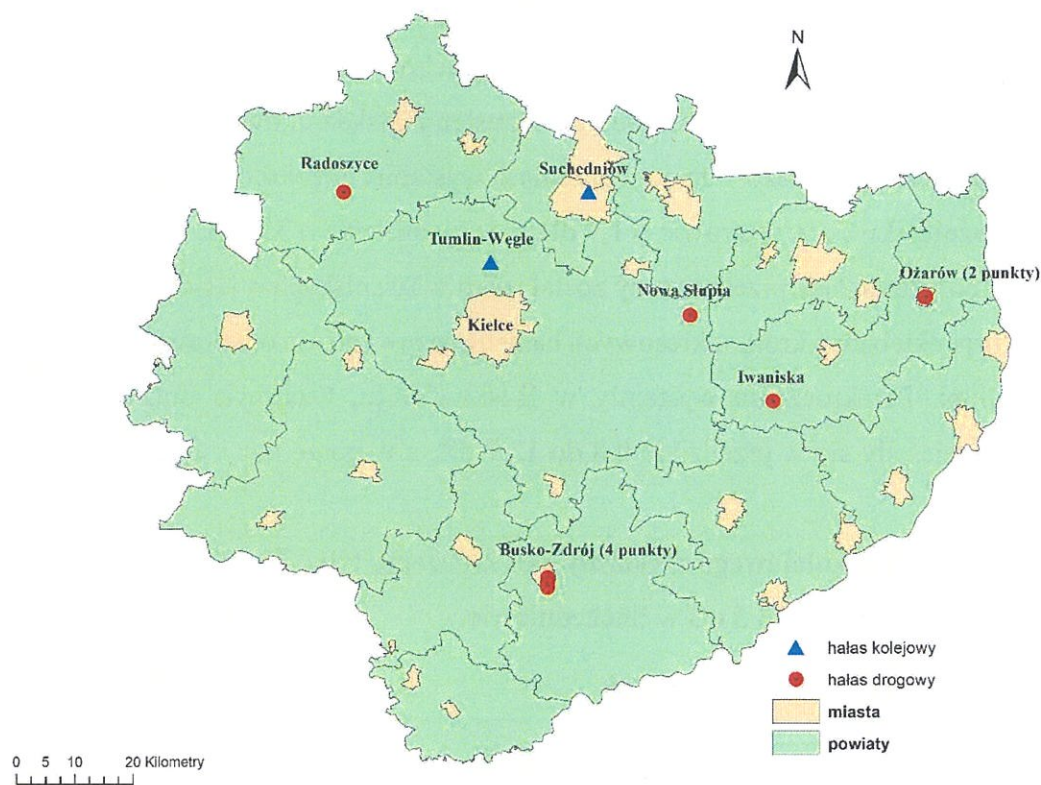 N
Radoszyce
Suchedniów
Tumlin-Węgle
Ożarów (2 punkty)
Nowa Słupia
Kielce
Iwaniska
Busko-Zdrój (4 punkty)
hałas kolejowy
hałas drogowy
miasta
powiaty
0 5 10 20 Kilometry